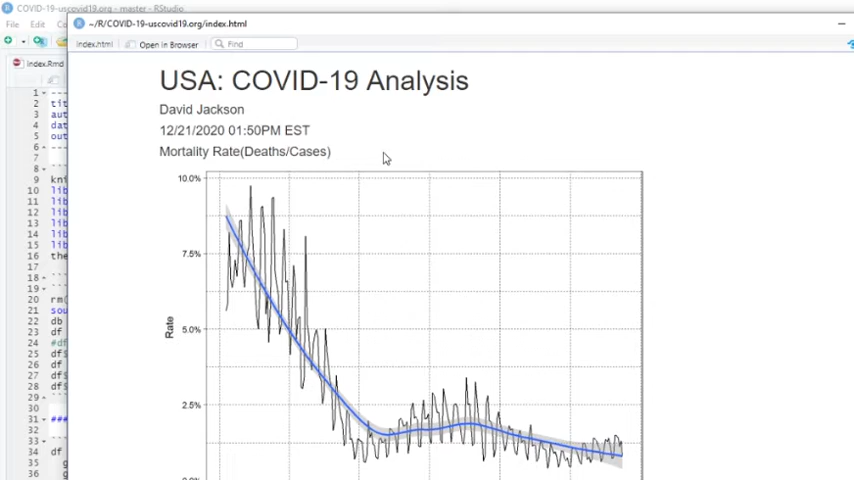 COVID-19-uscovid19.org - master - RStudio
~/R/COVID-19-uscovid19.org/index.html
File Edit
index.html Open in Browser Find
index.Rmd
USA: COVID-19 Analysis
David Jackson
12/21/2020 01:50PM EST
Mortality Rate(Deaths/Cases)
10.0%
7.5%
5.0%
2.5%
Rate
1 ---
2 tit
3 aut
4 dat
5 out
6 ---
7
8
9 kni
10 lib
11 lib
12 lib
13 lib
14 lib
15 lib
16 the
17
18
19
20 rm(
21 sou
22 db
23 df
24 #df
25 df$
26 df
27 df$
28 df$
29
30
31 ###
32
33
34 df
35 g
36 g